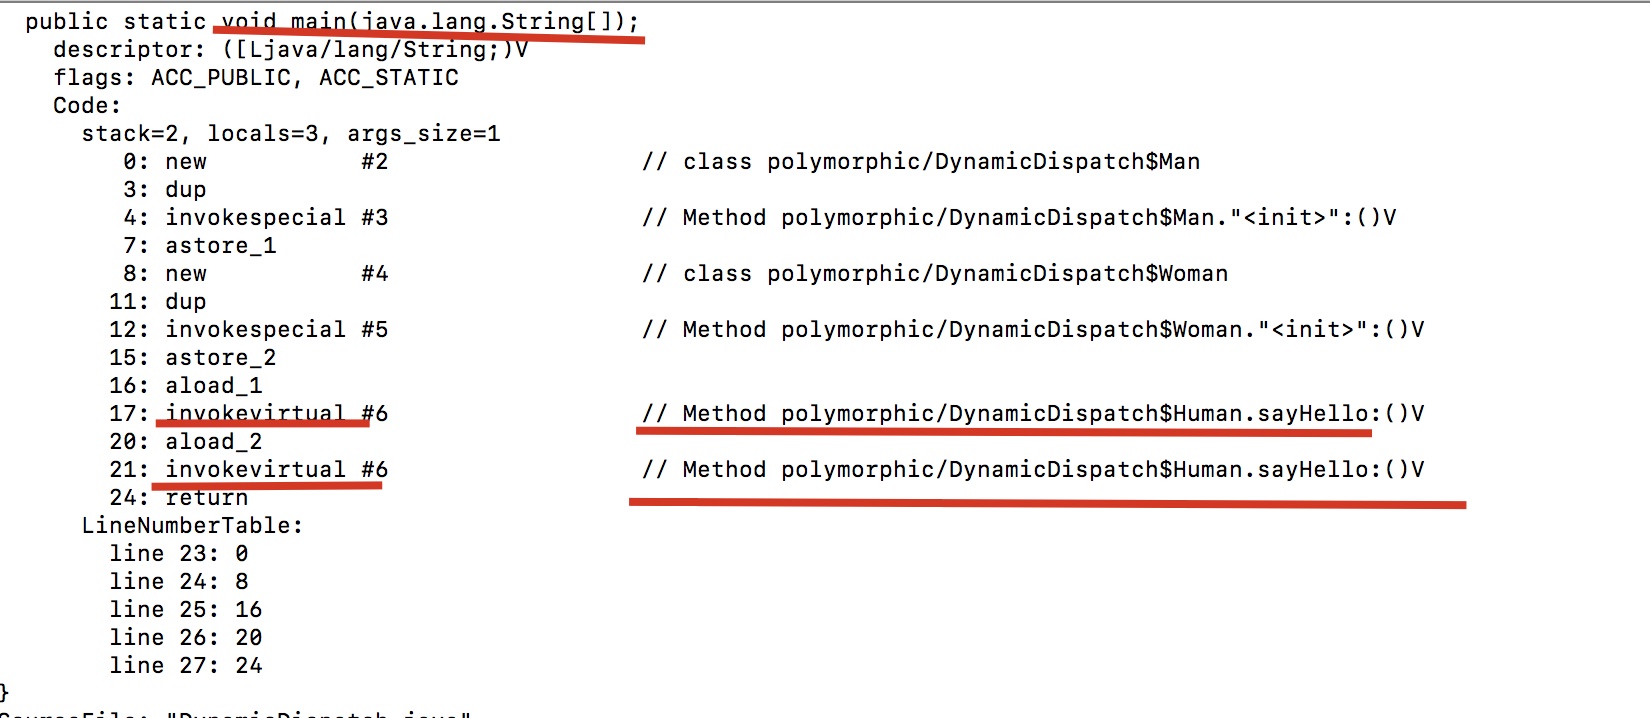 public static void main(java.lang.String[]);
descriptor: ([Ljava/lang/String;)V
flags: ACC_PUBLIC, ACC_STATIC
Code:
stack=2, locals=3, args_size=1
0: new #2 // class polymorphic/DynamicDispatch$Man
3: dup
4: invokespecial #3 // Method polymorphic/DynamicDispatch$Man."<init>":()V
7: astore_1
8: new #4 // class polymorphic/DynamicDispatch$Woman
11: dup
12: invokespecial #5 // Method polymorphic/DynamicDispatch$Woman."<init>":()V
15: astore_2
16: aload_1
17: invokevirtual #6 // Method polymorphic/DynamicDispatch$Human.sayHello:()V
20: aload_2
21: invokevirtual #6 // Method polymorphic/DynamicDispatch$Human.sayHello:()V
24: return
LineNumberTable:
line 23: 0
line 24: 8
line 25: 16
line 26: 20
line 27: 24
}
SourceFile: "DynamicDispatch.java"